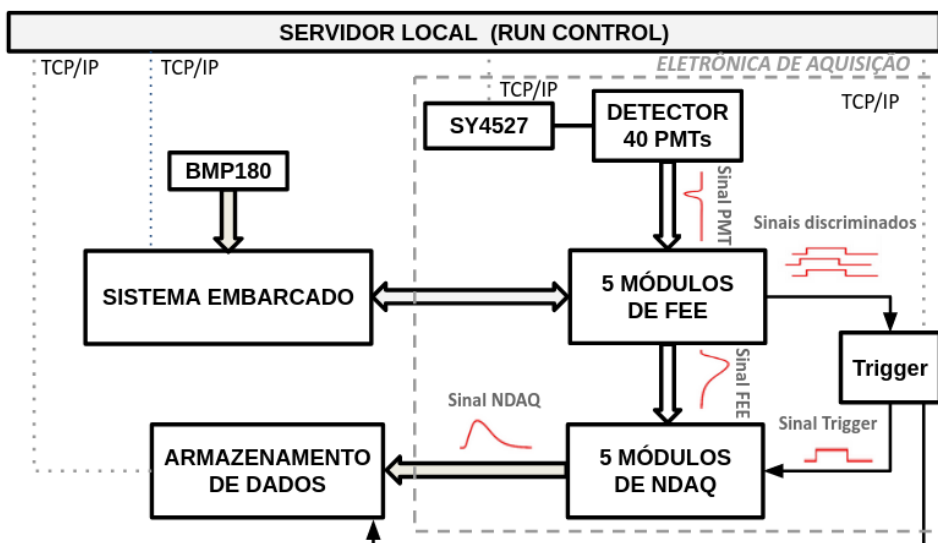 SERVIDOR LOCAL (RUN CONTROL)
TCP/IP
TCP/IP
ELETRÔNICA DE AQUISIÇÃO
TCP/IP
TCP/IP
SY4527
DETECTOR
40 PMTs
BMP180
Sinal PMT
Sinais discriminados
SISTEMA EMBARCADO
5 MÓDULOS
DE FEE
Trigger
Sinal FEE
Sinal NDAQ
Sinal Trigger
ARMAZENAMENTO
DE DADOS
5 MÓDULOS
DE NDAQ